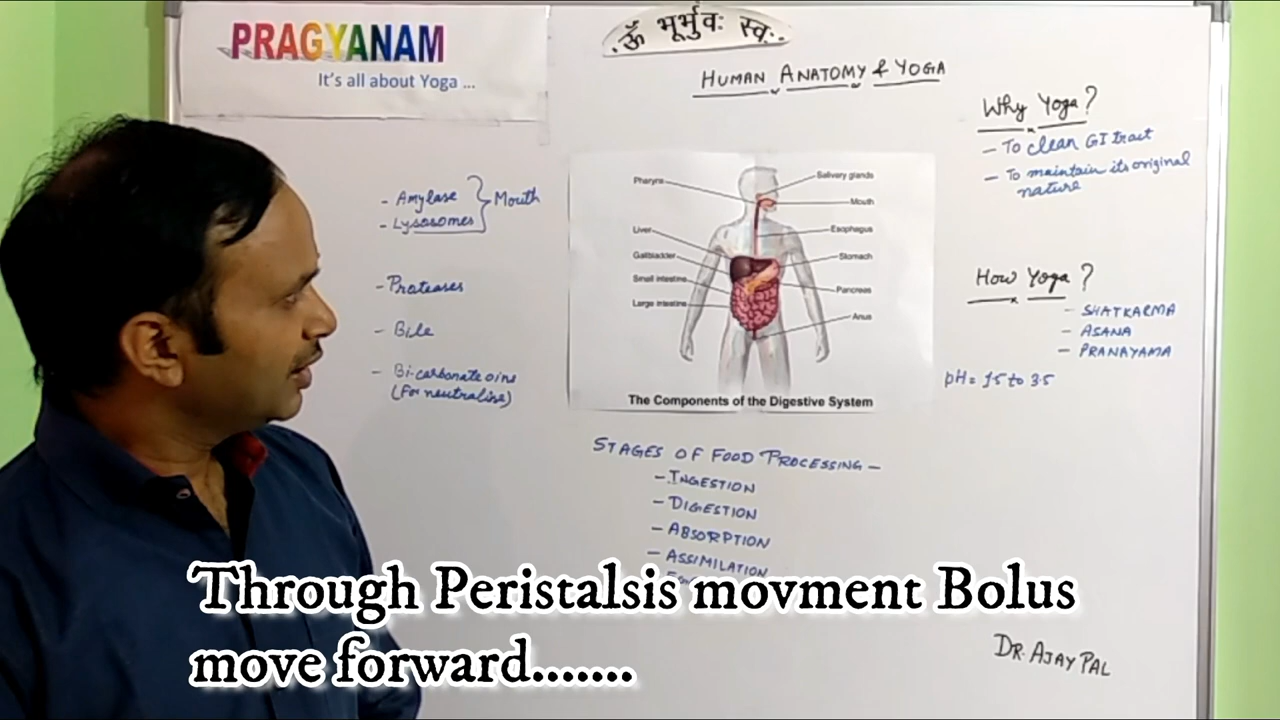 PRAGYANAM
It's all about Yoga ...
ॐ भूर्भुवः स्वः
HUMAN ANATOMY & YOGA
- Amylase
- Lysosomes
Mouth
- Proteases
- Bile
- Bi-carbonate oins
(For neutralise)
Pharynx
Liver
Gallbladder
Small intestine
Large intestine
Salivary glands
Mouth
Esophagus
Stomach
Pancreas
Anus
The Components of the Digestive System
Why Yoga?
- To clean GI tract
- To maintain its original
nature
How Yoga?
- SHATKARMA
- ASANA
- PRANAYAMA
pH = 1.5 to 3.5
STAGES OF FOOD PROCESSING -
- INGESTION
- DIGESTION
- ABSORPTION
- ASSIMILATION
Through Peristalsis movment Bolus
move forward.......
DR. AJAY PAL